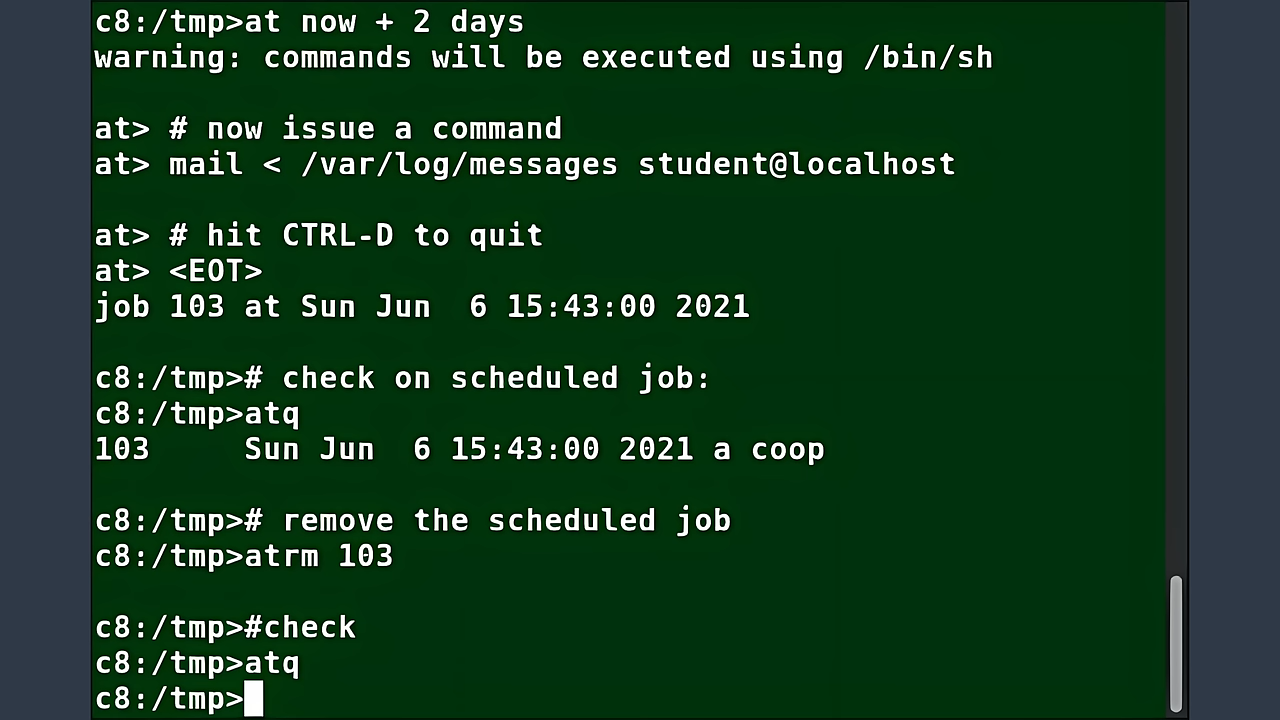 c8:/tmp>at now + 2 days
warning: commands will be executed using /bin/sh
at> # now issue a command
at> mail < /var/log/messages student@localhost
at> # hit CTRL-D to quit
at> <EOT>
job 103 at Sun Jun  6 15:43:00 2021
c8:/tmp># check on scheduled job:
c8:/tmp>atq
103     Sun Jun  6 15:43:00 2021 a coop
c8:/tmp># remove the scheduled job
c8:/tmp>atrm 103
c8:/tmp>#check
c8:/tmp>atq
c8:/tmp>